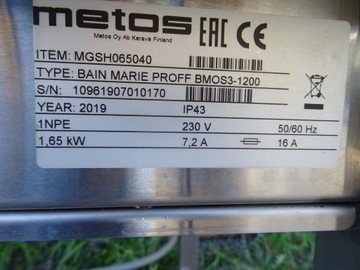 metos EAC CE
Metos Oy Ab Kerava Finland
ITEM: MGSH065040
TYPE: BAIN MARIE PROFF BMOS3-1200
S/N: 10961907010170
YEAR: 2019 IP43
1NPE 230 V 50/60 Hz
1,65 kW 7,2 A 16 A